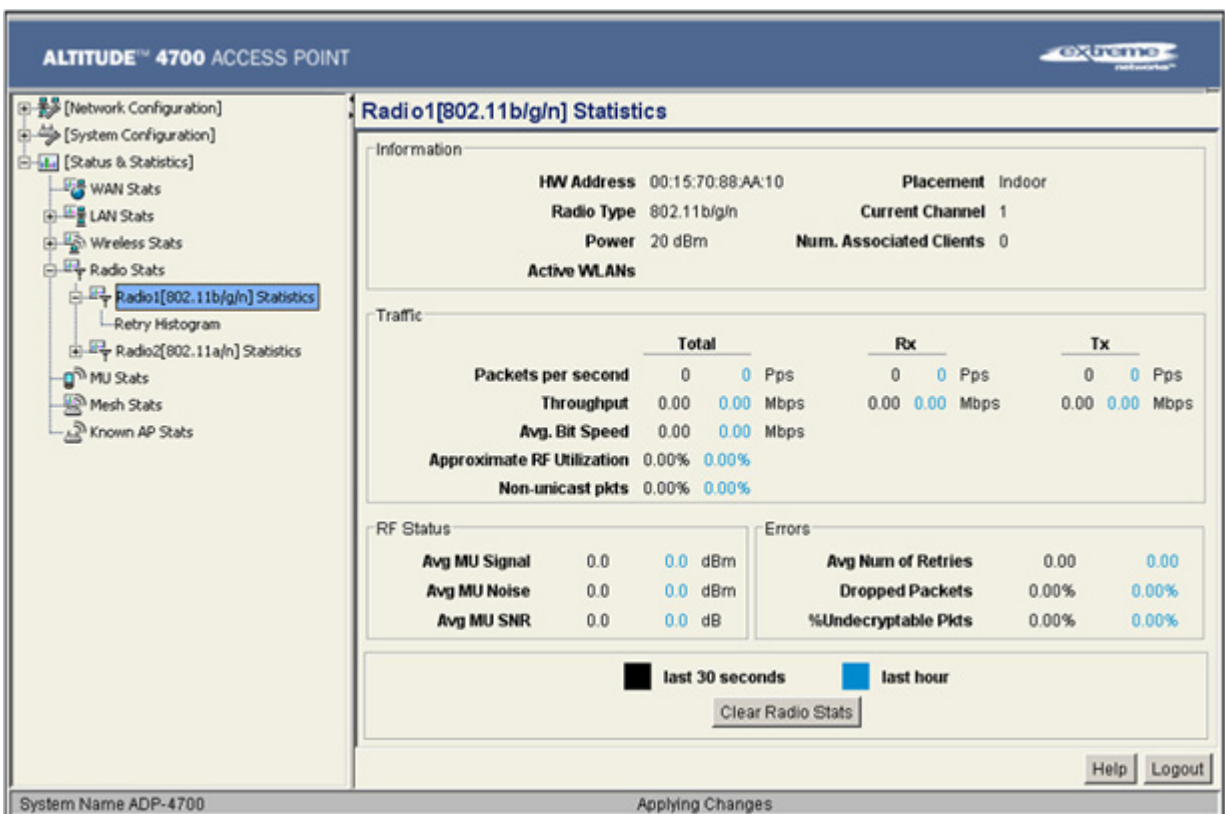 ALTITUDE™ 4700 ACCESS POINT
extreme networks™
[Network Configuration]
[System Configuration]
[Status & Statistics]
WAN Stats
LAN Stats
Wireless Stats
Radio Stats
Radio1[802.11b/g/n] Statistics
Retry Histogram
Radio2[802.11a/n] Statistics
MU Stats
Mesh Stats
Known AP Stats
Radio1[802.11b/g/n] Statistics
Information
HW Address 00:15:70:88:AA:10 Placement Indoor
Radio Type 802.11b/g/n Current Channel 1
Power 20 dBm Num. Associated Clients 0
Active WLANs
Traffic
Total Rx Tx
Packets per second 0 0 Pps 0 0 Pps 0 0 Pps
Throughput 0.00 0.00 Mbps 0.00 0.00 Mbps 0.00 0.00 Mbps
Avg. Bit Speed 0.00 0.00 Mbps
Approximate RF Utilization 0.00% 0.00%
Non-unicast pkts 0.00% 0.00%
RF Status
Avg MU Signal 0.0 0.0 dBm
Avg MU Noise 0.0 0.0 dBm
Avg MU SNR 0.0 0.0 dB
Errors
Avg Num of Retries 0.00 0.00
Dropped Packets 0.00% 0.00%
%Undecryptable Pkts 0.00% 0.00%
last 30 seconds last hour
Clear Radio Stats
Help Logout
System Name ADP-4700 Applying Changes